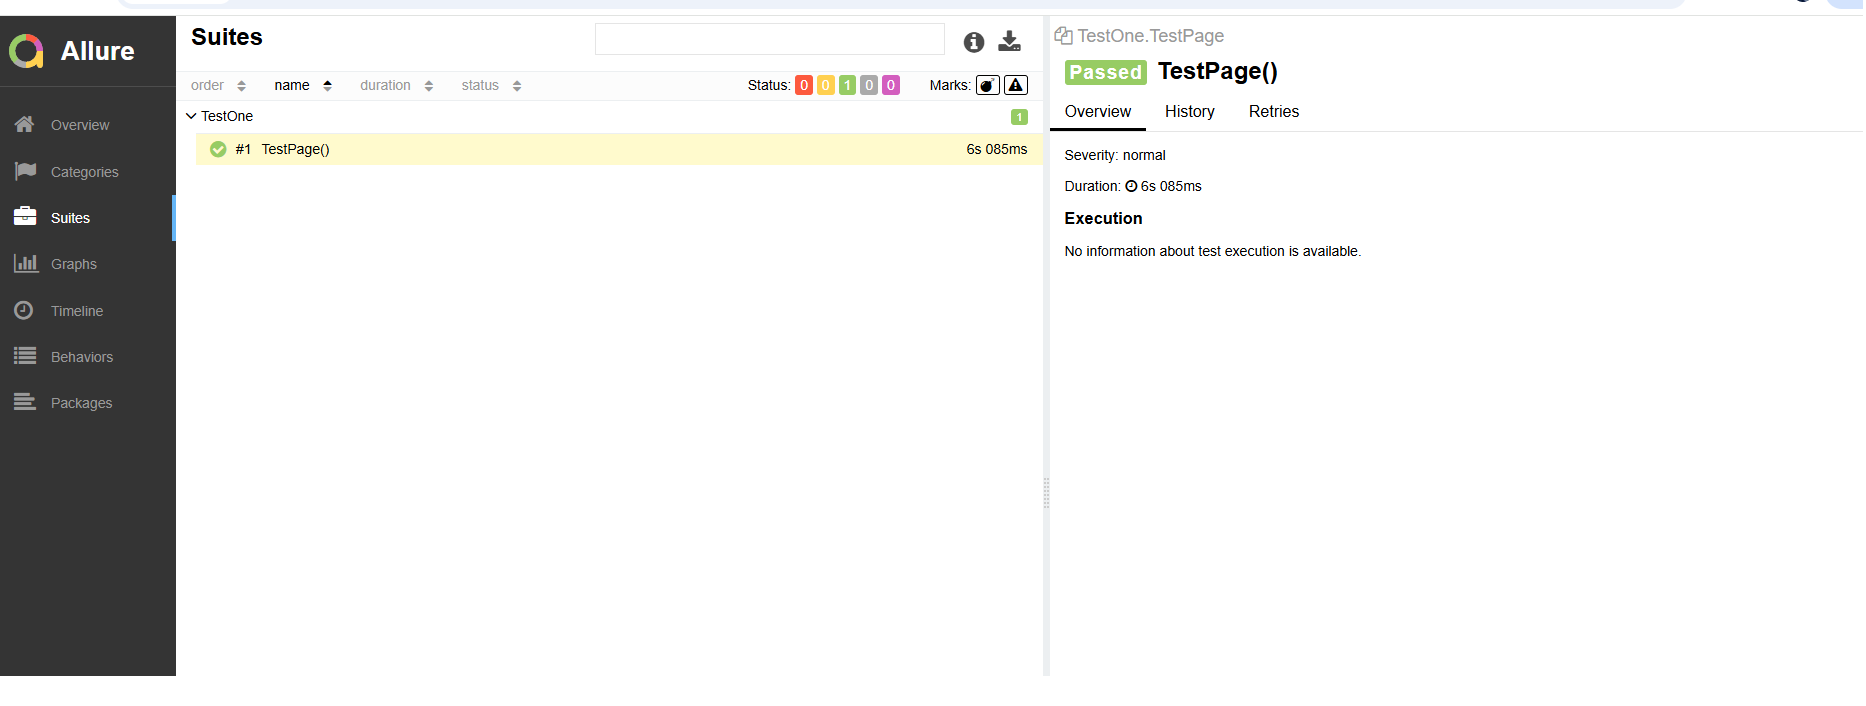 Allure
Overview
Categories
Suites
Graphs
Timeline
Behaviors
Packages
Suites
order name duration status Status: 0 0 1 0 0 Marks:
TestOne 1
#1 TestPage() 6s 085ms
TestOne.TestPage
Passed TestPage()
Overview History Retries
Severity: normal
Duration: 6s 085ms
Execution
No information about test execution is available.